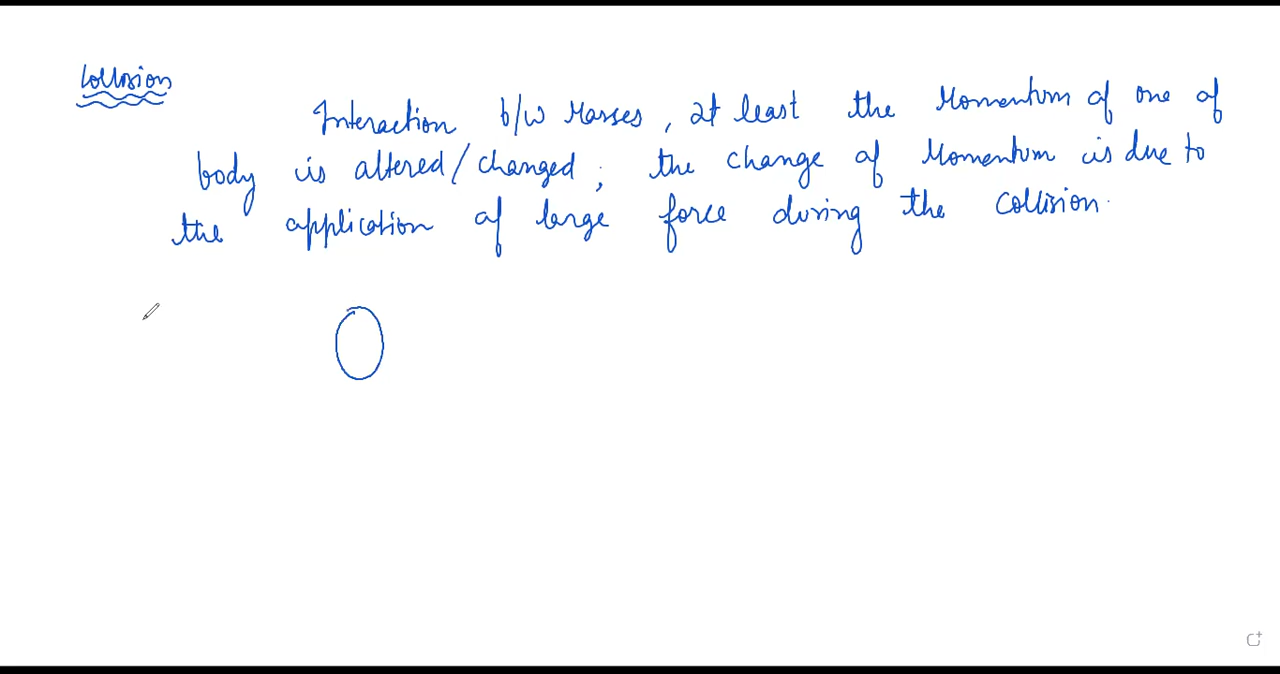 Collision
Interaction b/w Masses, at least the Momentum of one of
body is altered/changed; the change of Momentum is due to
the application of large force during the collision.